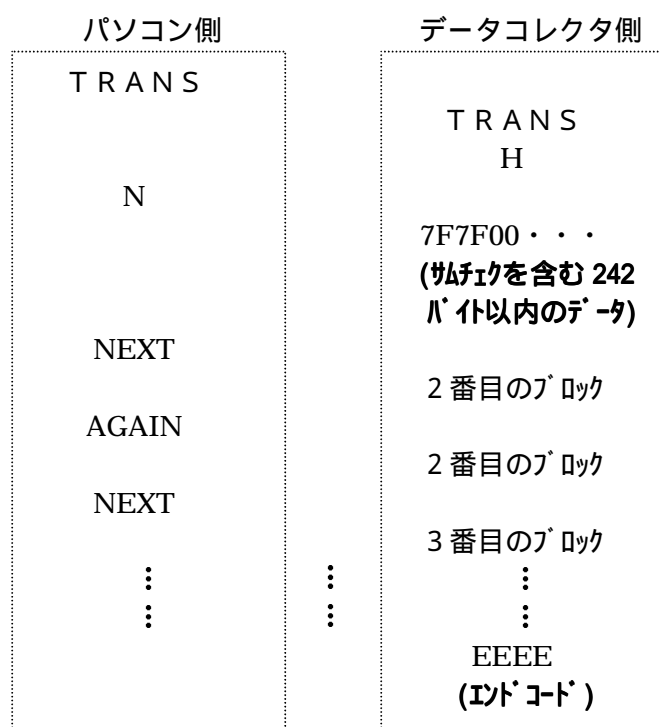 パソコン側 データコレクタ側
ＴＲＡＮＳ
ＴＲＡＮＳ
H
N
7F7F00・・・
(ｻﾑﾁｪｸを含む 242
ﾊﾞｲﾄ以内のﾃﾞｰﾀ)
NEXT
2 番目のﾌﾞﾛｯｸ
AGAIN
2 番目のﾌﾞﾛｯｸ
NEXT
3 番目のﾌﾞﾛｯｸ
EEEE
(ｴﾝﾄﾞｺｰﾄﾞ)